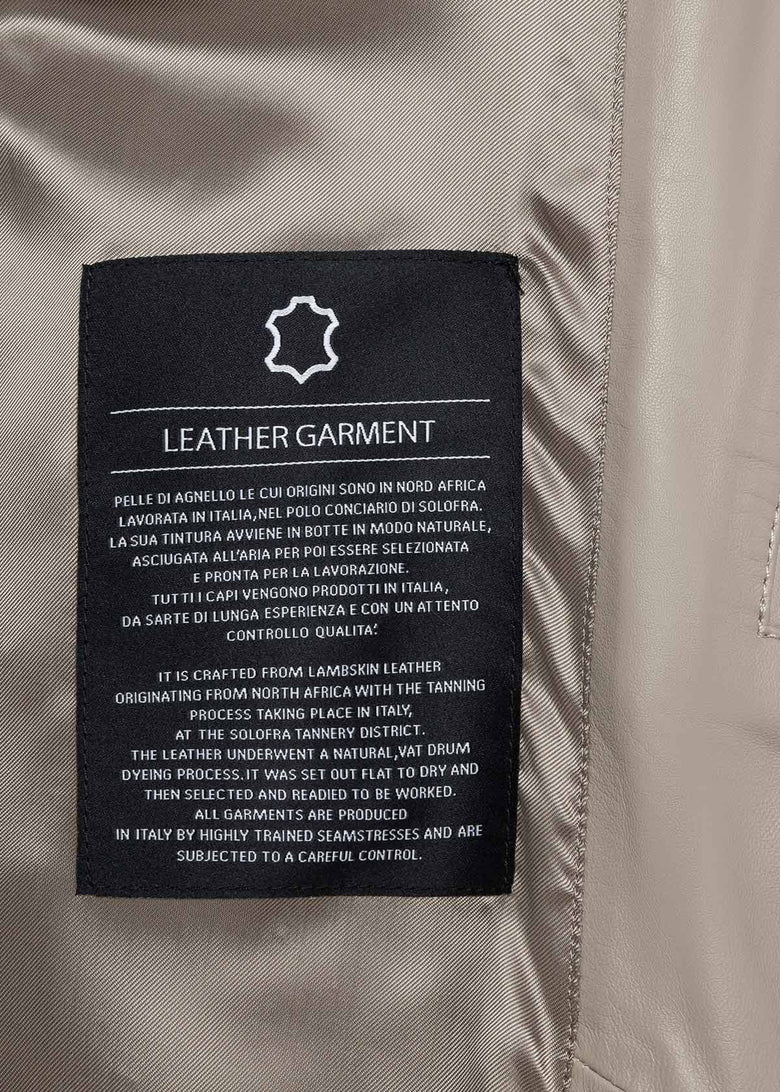 LEATHER GARMENT
PELLE DI AGNELLO LE CUI ORIGINI SONO IN NORD AFRICA
LAVORATA IN ITALIA, NEL POLO CONCIARIO DI SOLOFRA.
LA SUA TINTURA AVVIENE IN BOTTE IN MODO NATURALE,
ASCIUGATA ALL'ARIA PER POI ESSERE SELEZIONATA
E PRONTA PER LA LAVORAZIONE.
TUTTI I CAPI VENGONO PRODOTTI IN ITALIA,
DA SARTE DI LUNGA ESPERIENZA E CON UN ATTENTO
CONTROLLO QUALITA'.
IT IS CRAFTED FROM LAMBSKIN LEATHER
ORIGINATING FROM NORTH AFRICA WITH THE TANNING
PROCESS TAKING PLACE IN ITALY,
AT THE SOLOFRA TANNERY DISTRICT.
THE LEATHER UNDERWENT A NATURAL, VAT DRUM
DYEING PROCESS. IT WAS SET OUT FLAT TO DRY AND
THEN SELECTED AND READIED TO BE WORKED.
ALL GARMENTS ARE PRODUCED
IN ITALY BY HIGHLY TRAINED SEAMSTRESSES AND ARE
SUBJECTED TO A CAREFUL CONTROL.